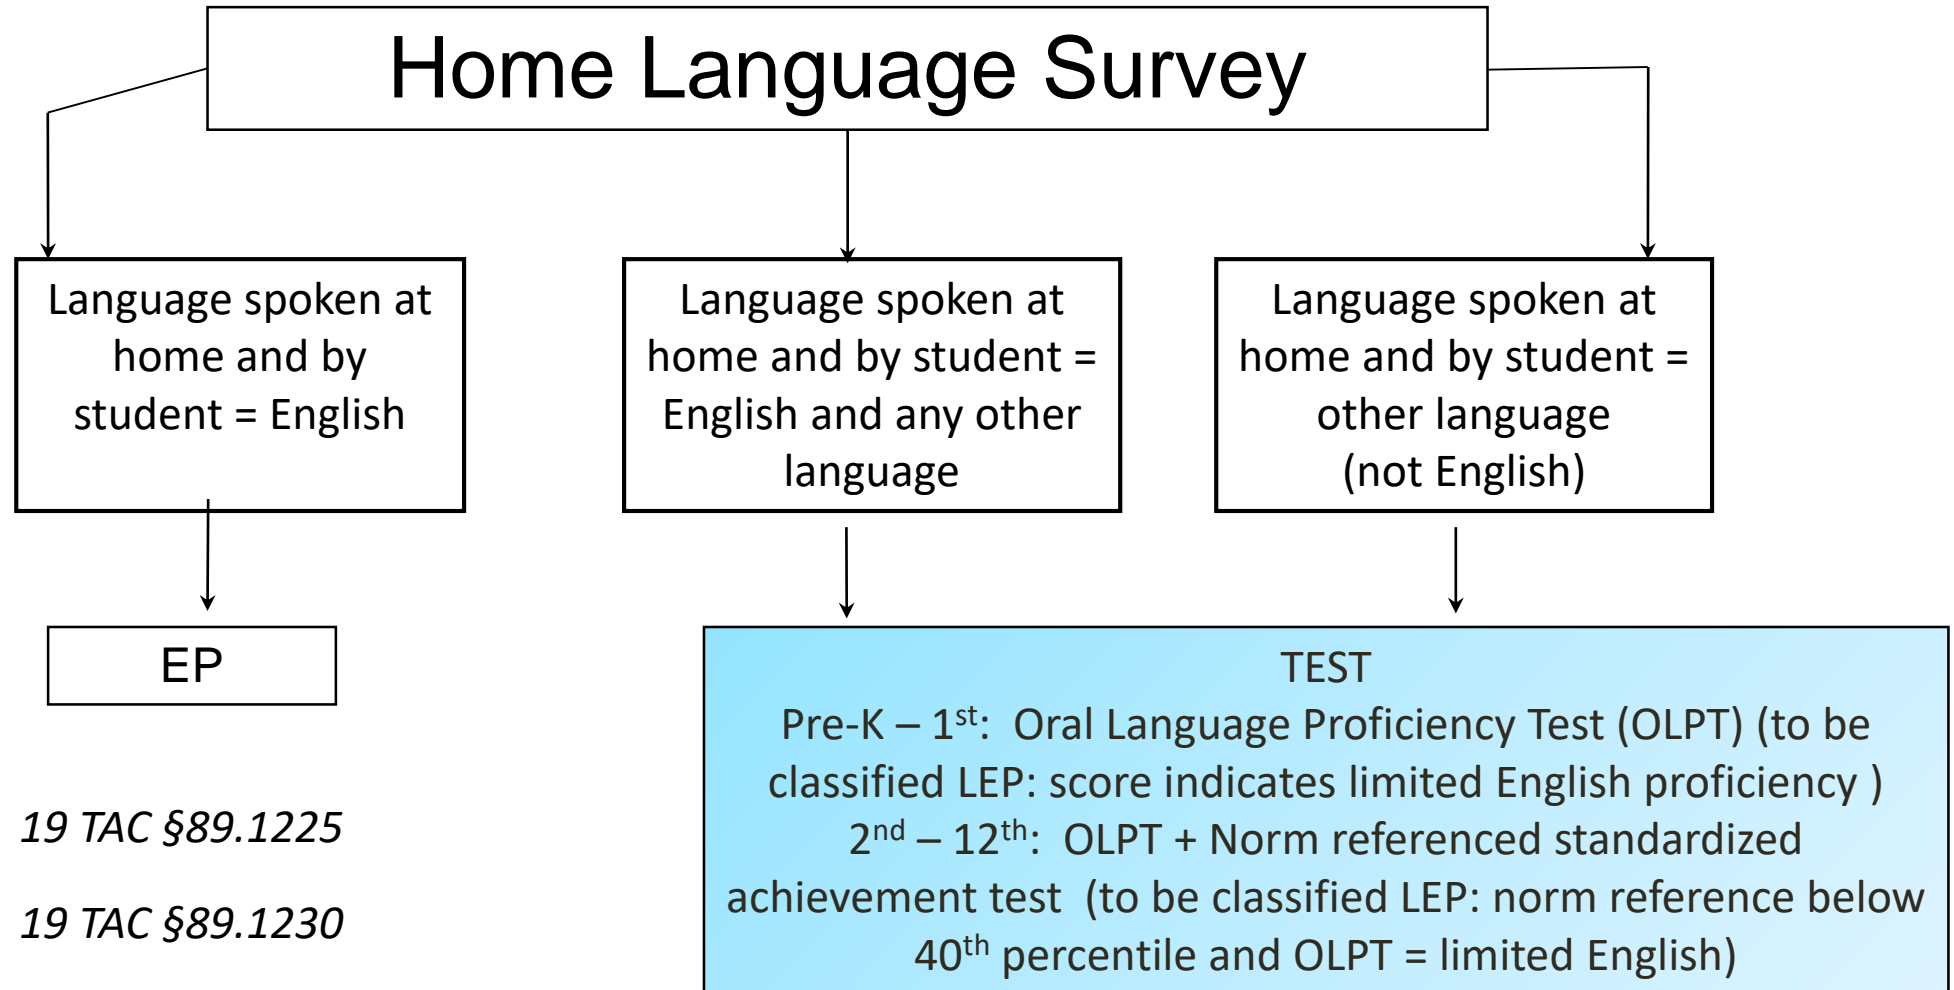 Home Language Survey
Language spoken at
home and by
student = English
Language spoken at
home and by student =
English and any other
language
Language spoken at
home and by student =
other language
(not English)
EP
TEST
Pre-K – 1st:  Oral Language Proficiency Test (OLPT) (to be
classified LEP: score indicates limited English proficiency )
2nd – 12th:  OLPT + Norm referenced standardized
achievement test  (to be classified LEP: norm reference below
40th percentile and OLPT = limited English)
19 TAC §89.1225
19 TAC §89.1230